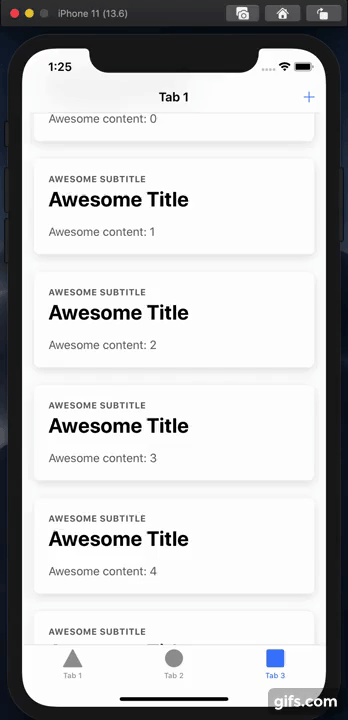 iPhone 11 (13.6)
1:25
Tab 1
Awesome content: 0
AWESOME SUBTITLE
Awesome Title
Awesome content: 1
AWESOME SUBTITLE
Awesome Title
Awesome content: 2
AWESOME SUBTITLE
Awesome Title
Awesome content: 3
AWESOME SUBTITLE
Awesome Title
Awesome content: 4
AWESOME SUBTITLE
Tab 1
Tab 2
Tab 3
gifs.com